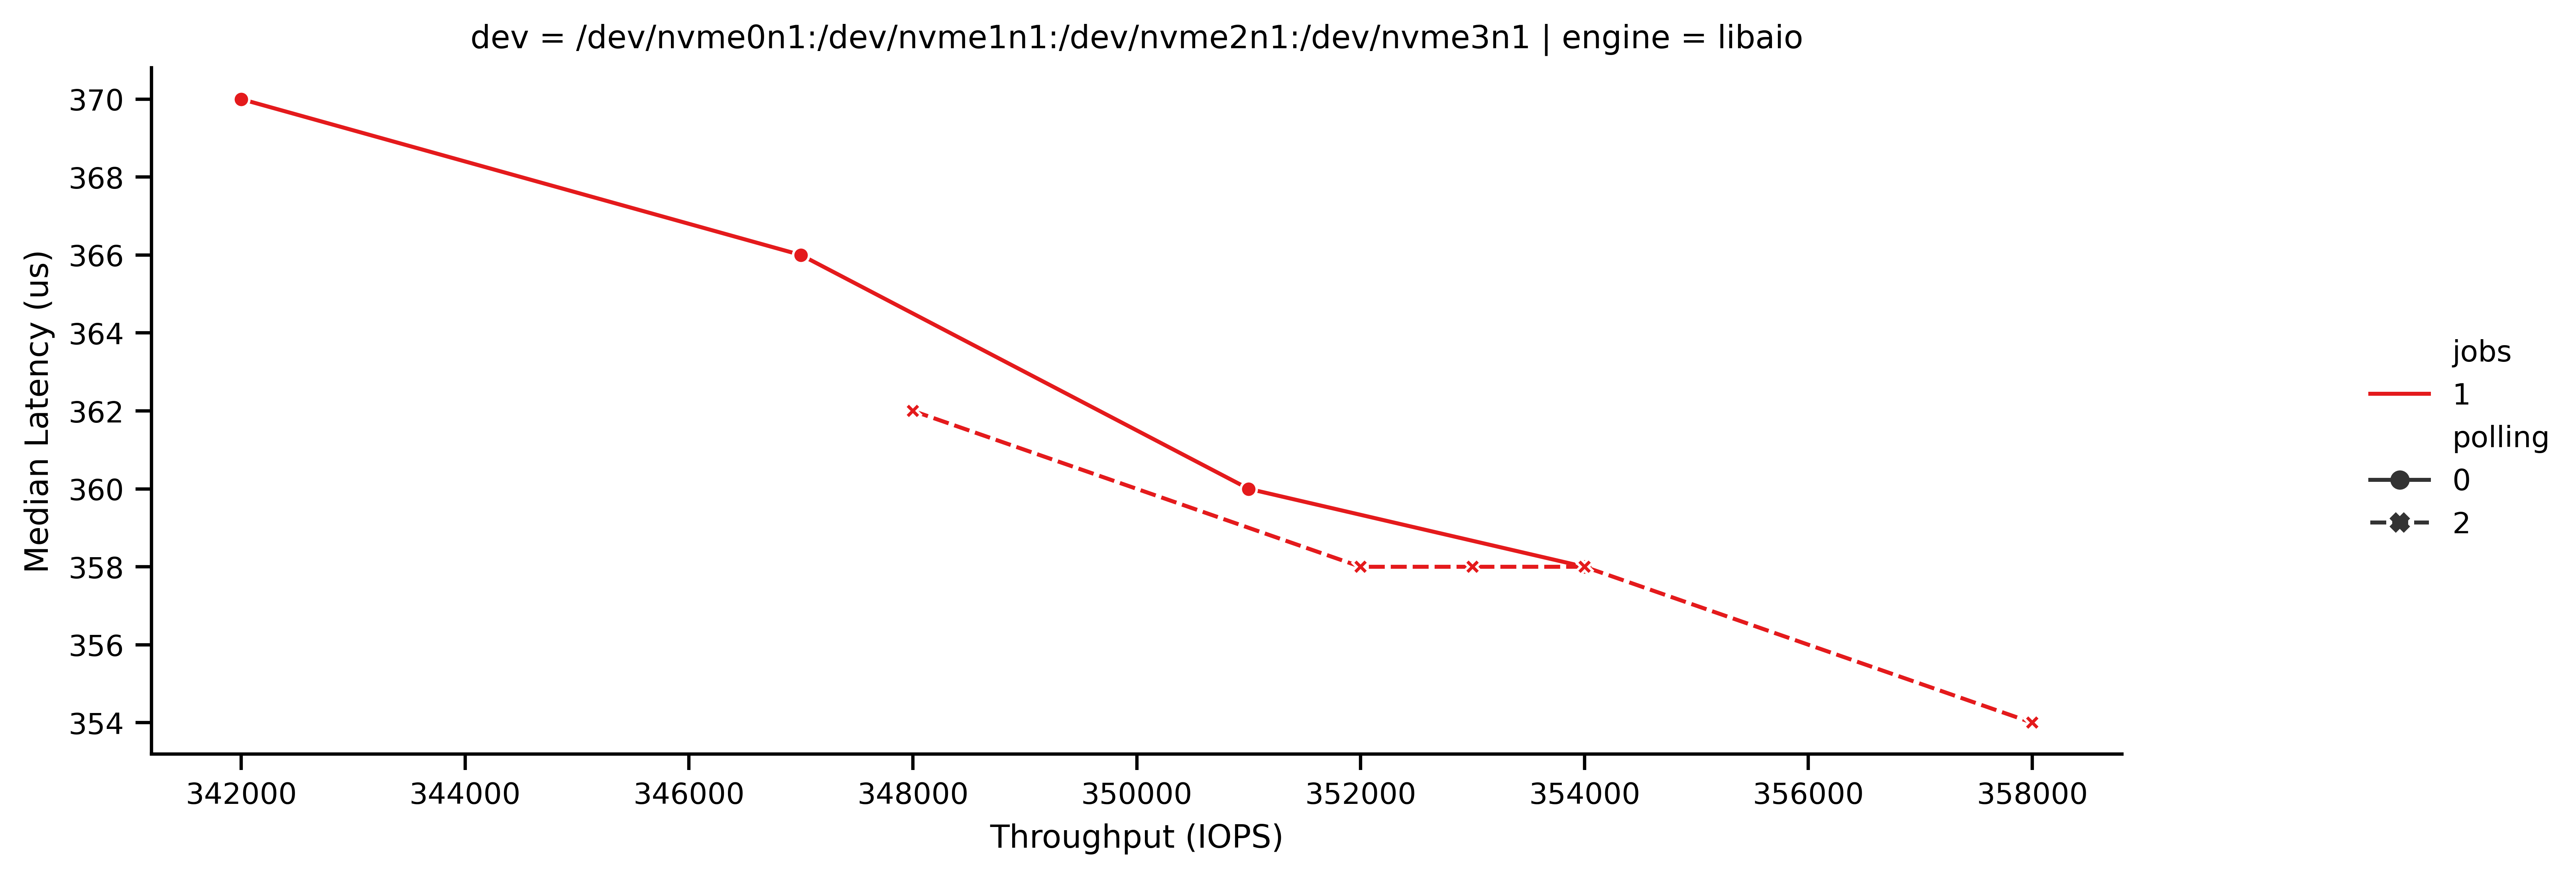 dev = /dev/nvme0n1:/dev/nvme1n1:/dev/nvme2n1:/dev/nvme3n1 | engine = libaio
370
368
366
364
362
360
358
356
354
Median Latency (us)
342000 344000 346000 348000 350000 352000 354000 356000 358000
Throughput (IOPS)
jobs
1
polling
0
2